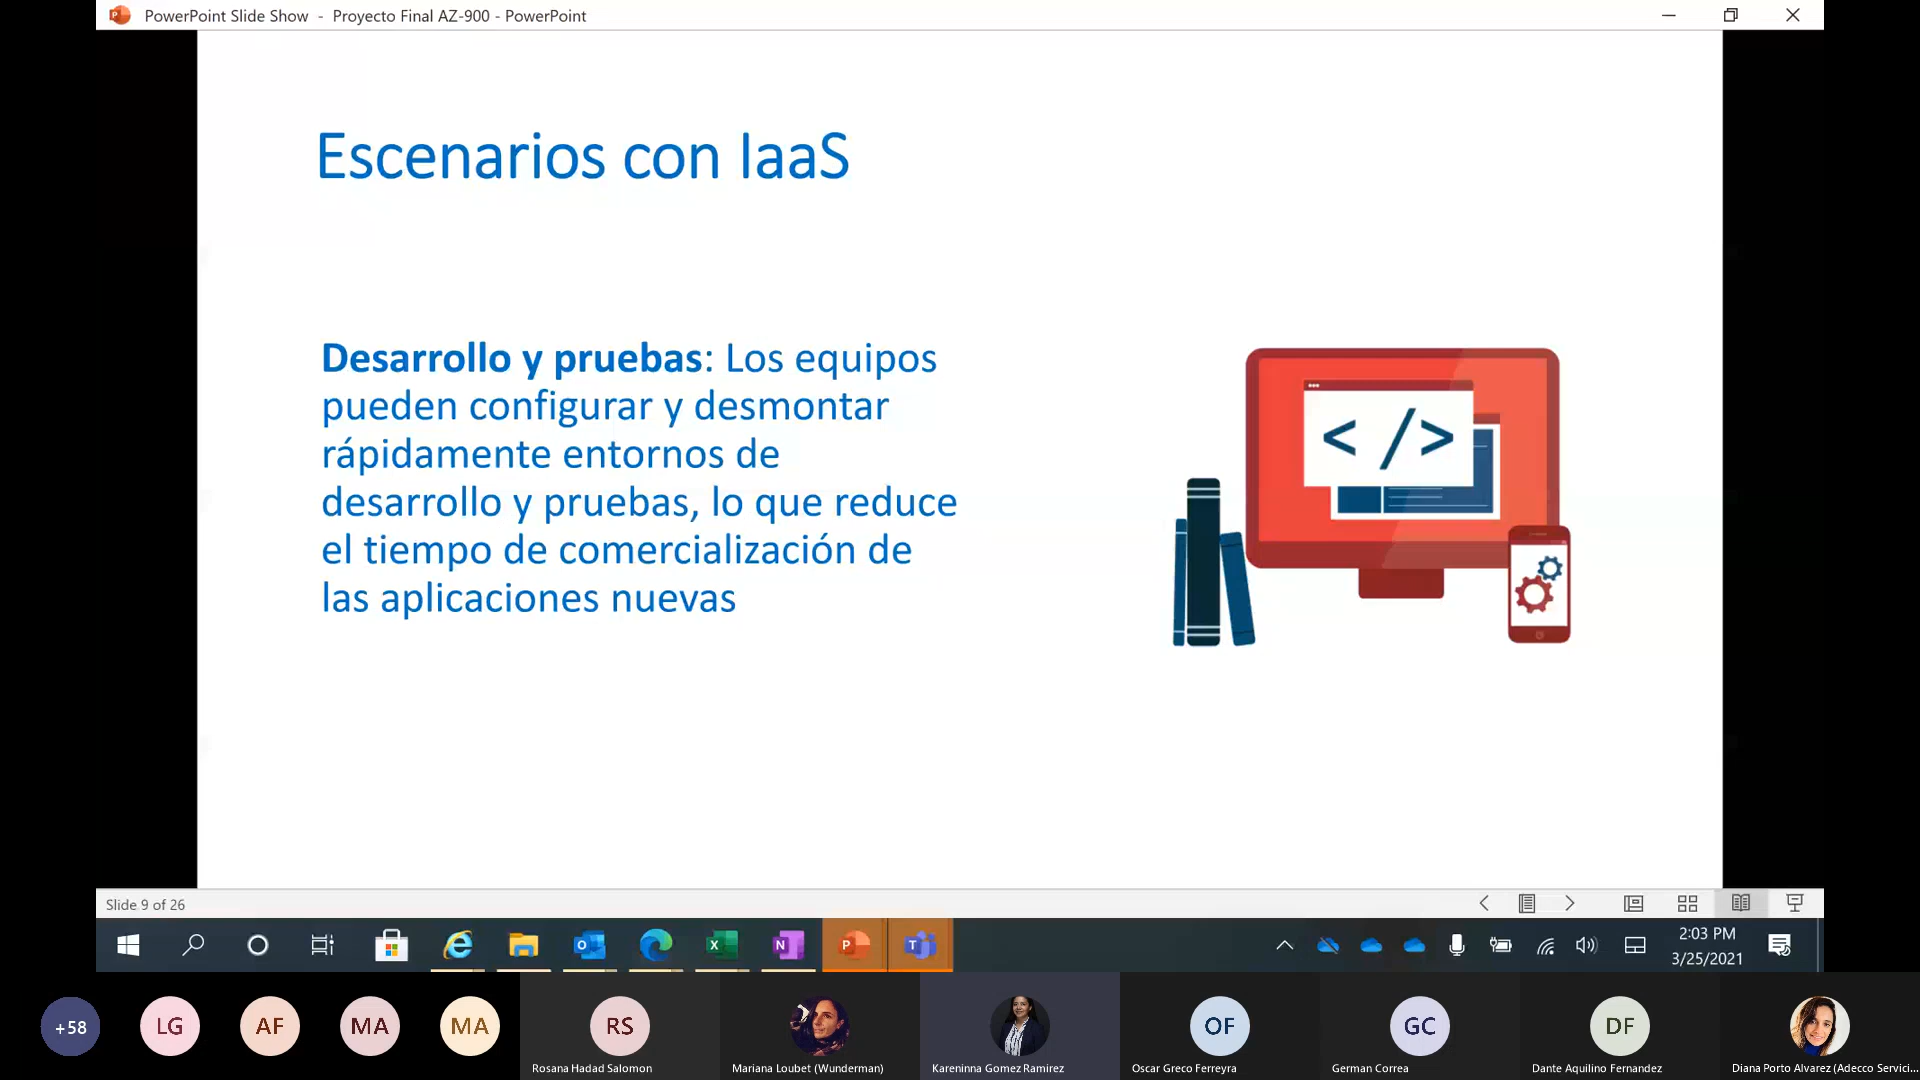 PowerPoint Slide Show - Proyecto Final AZ-900 - PowerPoint
Escenarios con IaaS
Desarrollo y pruebas: Los equipos
pueden configurar y desmontar
rápidamente entornos de
desarrollo y pruebas, lo que reduce
el tiempo de comercialización de
las aplicaciones nuevas
< />
Slide 9 of 26
2:03 PM
3/25/2021
+58
LG
AF
MA
MA
RS
OF
GC
DF
Rosana Hadad Salomon
Mariana Loubet (Wunderman)
Kareninna Gomez Ramirez
Oscar Greco Ferreyra
German Correa
Dante Aquilino Fernandez
Diana Porto Alvarez (Adecco Servici...